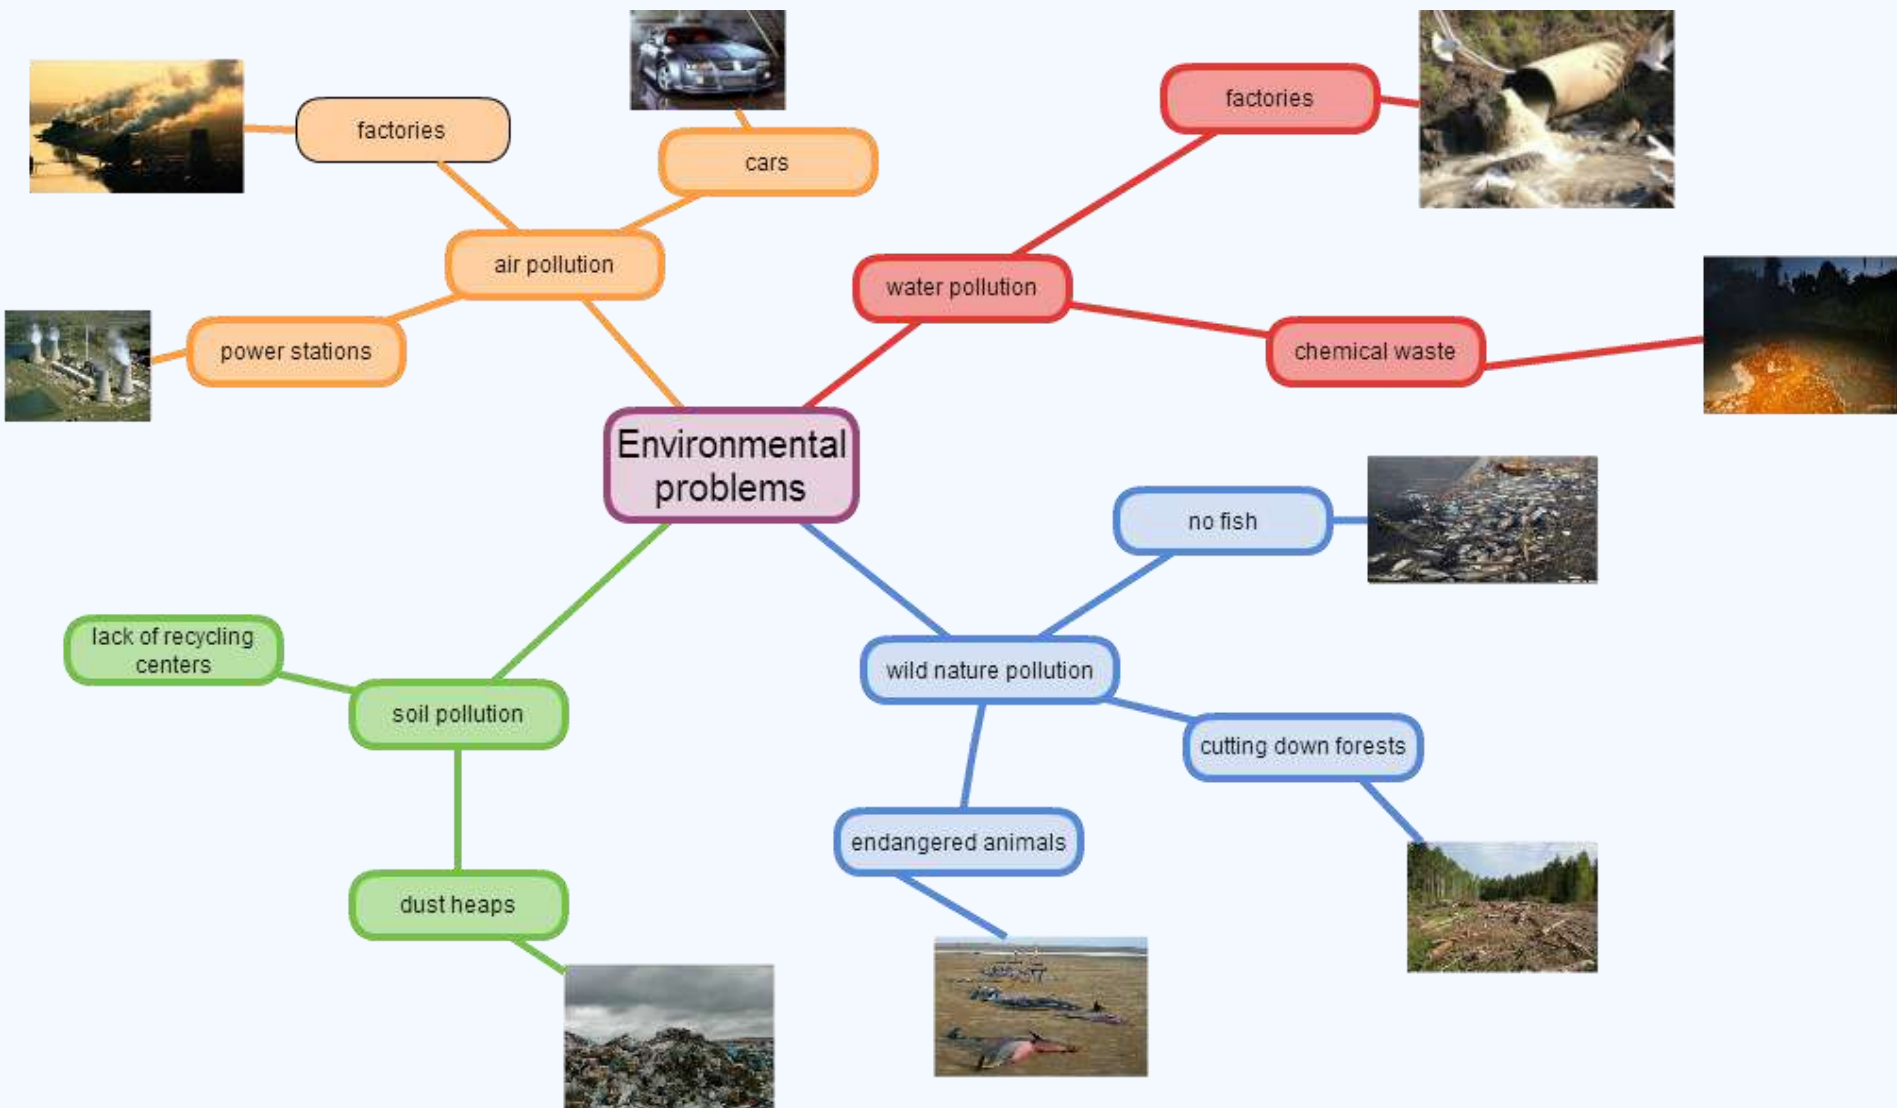 factories
cars
air pollution
power stations
factories
water pollution
chemical waste
Environmental
problems
no fish
wild nature pollution
cutting down forests
endangered animals
lack of recycling
centers
soil pollution
dust heaps